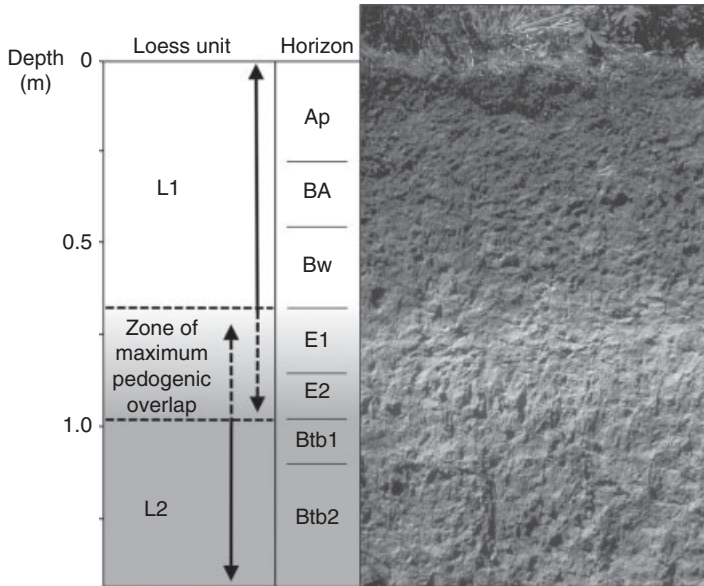 Depth
(m)
Loess unit
Horizon
0
Ap
L1
BA
0.5
Bw
Zone of
maximum
pedogenic
overlap
E1
E2
1.0
Btb1
L2
Btb2